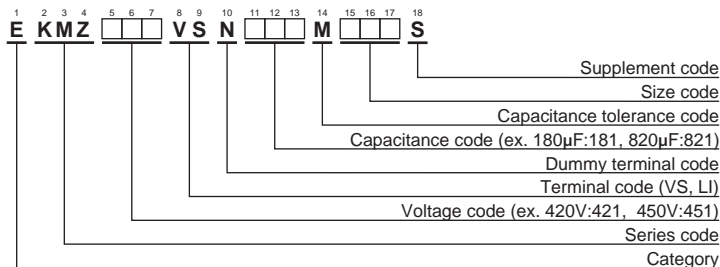 1 2 3 4 5 6 7 8 9 10 11 12 13 14 15 16 17 18
E K M Z V S N M S
Supplement code
Size code
Capacitance tolerance code
Capacitance code (ex. 180µF:181, 820µF:821)
Dummy terminal code
Terminal code (VS, LI)
Voltage code (ex. 420V:421, 450V:451)
Series code
Category